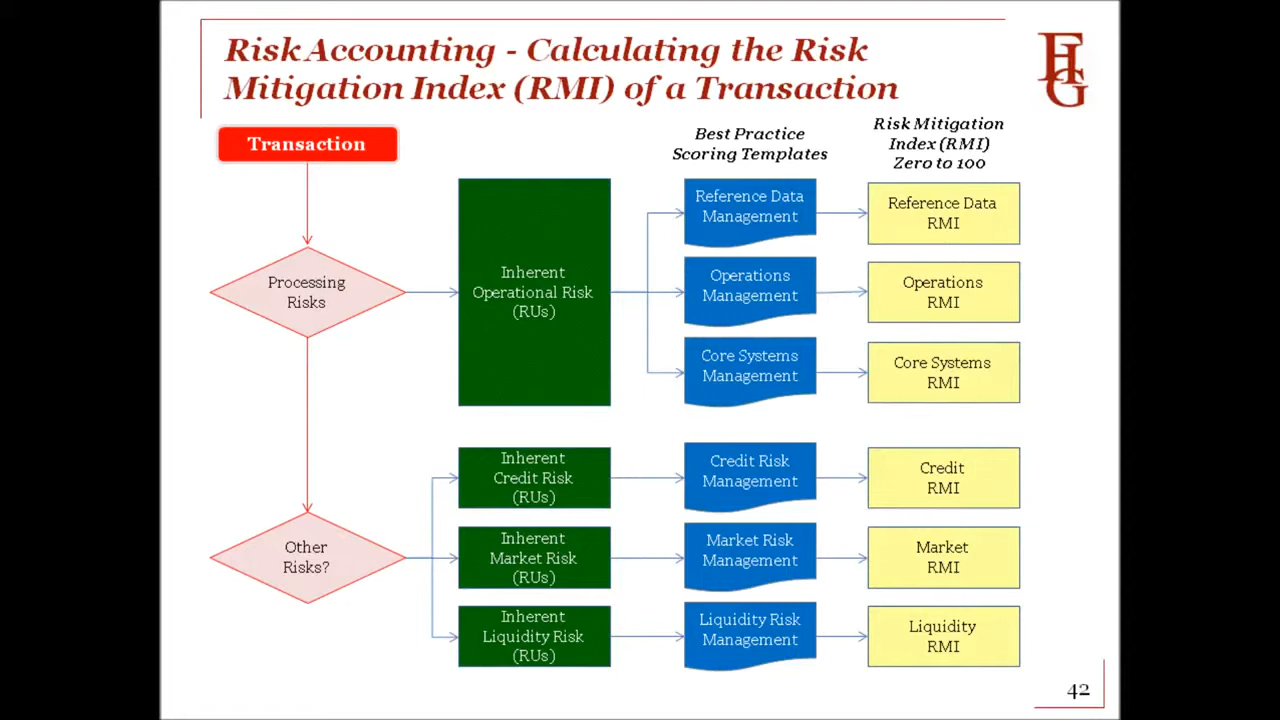 Risk Accounting - Calculating the Risk
Mitigation Index (RMI) of a Transaction
Transaction
Best Practice
Scoring Templates
Risk Mitigation
Index (RMI)
Zero to 100
Processing
Risks
Inherent
Operational Risk
(RUs)
Reference Data
Management
Reference Data
RMI
Operations
Management
Operations
RMI
Core Systems
Management
Core Systems
RMI
Other
Risks?
Inherent
Credit Risk
(RUs)
Credit Risk
Management
Credit
RMI
Inherent
Market Risk
(RUs)
Market Risk
Management
Market
RMI
Inherent
Liquidity Risk
(RUs)
Liquidity Risk
Management
Liquidity
RMI
42